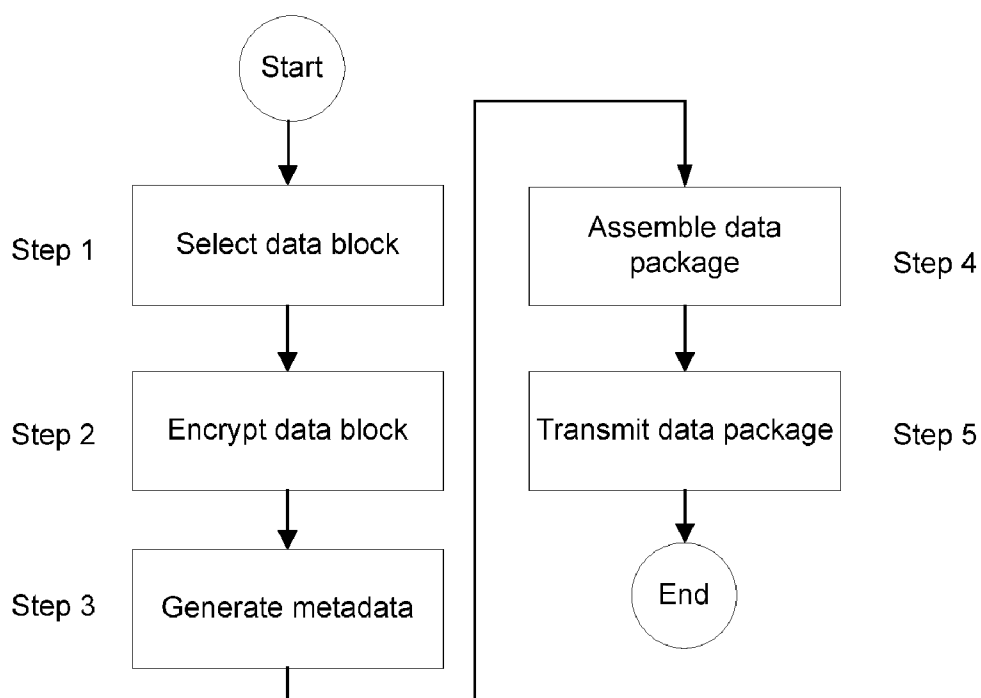 Start
Step 1
Select data block
Step 2
Encrypt data block
Step 3
Generate metadata
Assemble data
package
Step 4
Transmit data package
Step 5
End